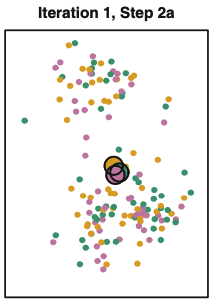 Iteration 1, Step 2a